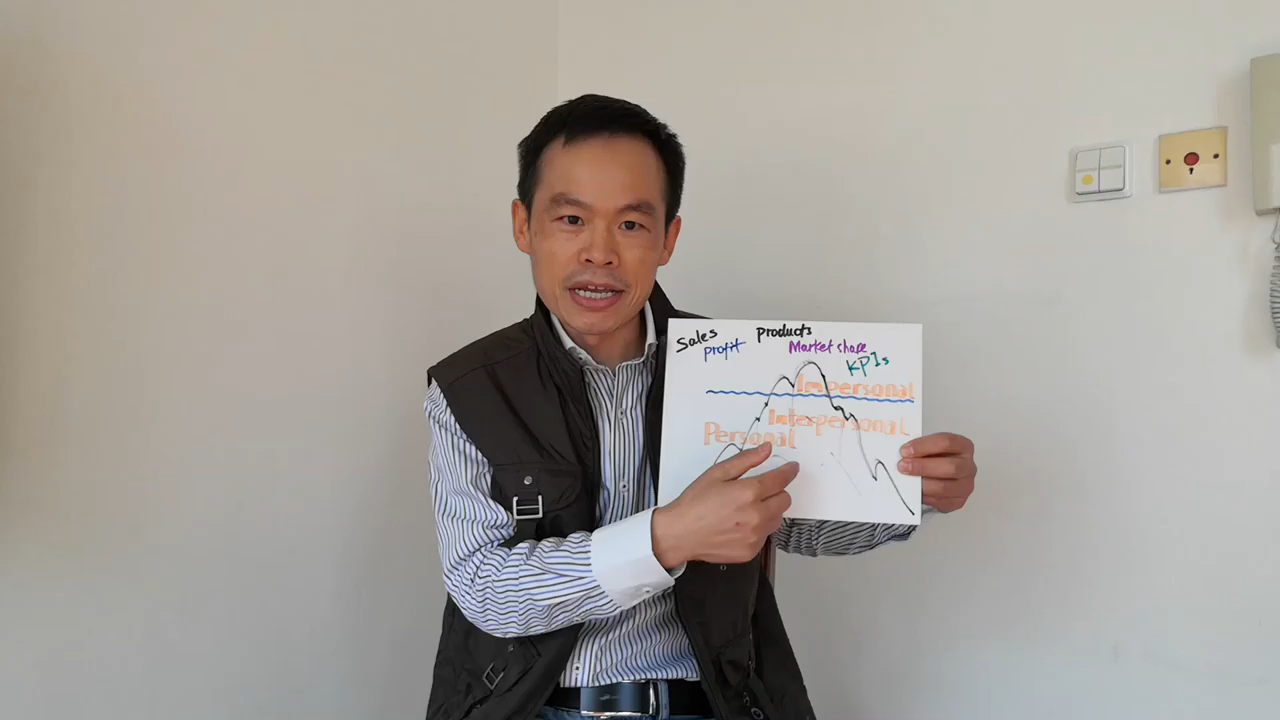 Sales products
profit Market share
KPIs
Impersonal
Interpersonal
Personal